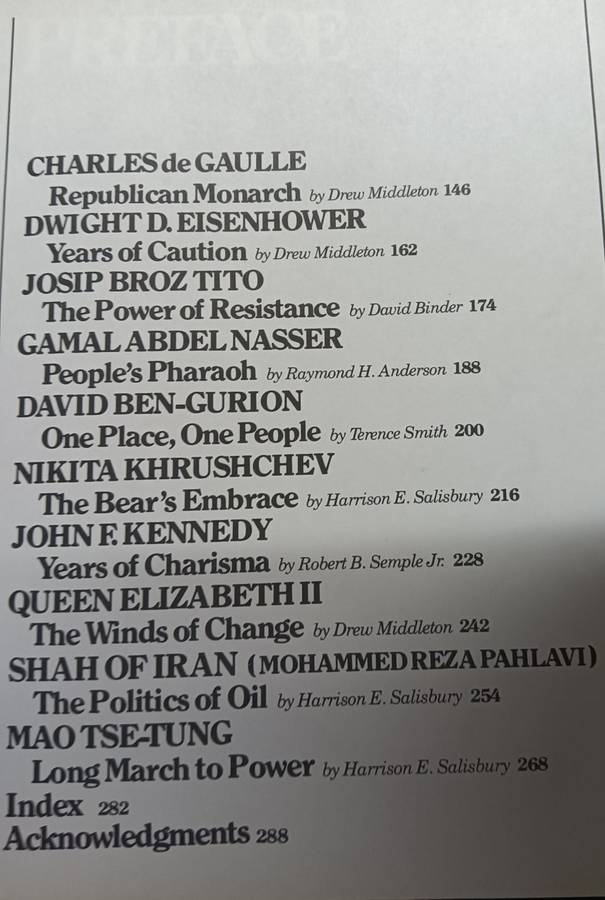 PREFACE
CHARLES de GAULLE
Republican Monarch by Drew Middleton 146
DWIGHT D. EISENHOWER
Years of Caution by Drew Middleton 162
JOSIP BROZ TITO
The Power of Resistance by David Binder 174
GAMAL ABDEL NASSER
People's Pharaoh by Raymond H. Anderson 188
DAVID BEN-GURION
One Place, One People by Terence Smith 200
NIKITA KHRUSHCHEV
The Bear's Embrace by Harrison E. Salisbury 216
JOHN F. KENNEDY
Years of Charisma by Robert B. Semple Jr. 228
QUEEN ELIZABETH II
The Winds of Change by Drew Middleton 242
SHAH OF IRAN (MOHAMMED REZA PAHLAVI)
The Politics of Oil by Harrison E. Salisbury 254
MAO TSE-TUNG
Long March to Power by Harrison E. Salisbury 268
Index 282
Acknowledgments 288